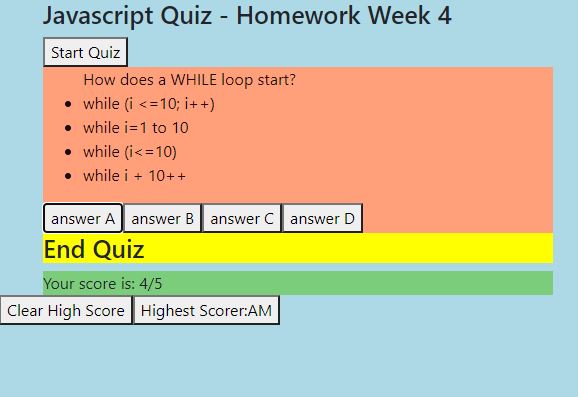 Javascript Quiz - Homework Week 4
Start Quiz
How does a WHILE loop start?
while (i <=10; i++)
while i=1 to 10
while (i<=10)
while i + 10++
answer A answer B answer C answer D
End Quiz
Your score is: 4/5
Clear High Score Highest Scorer:AM